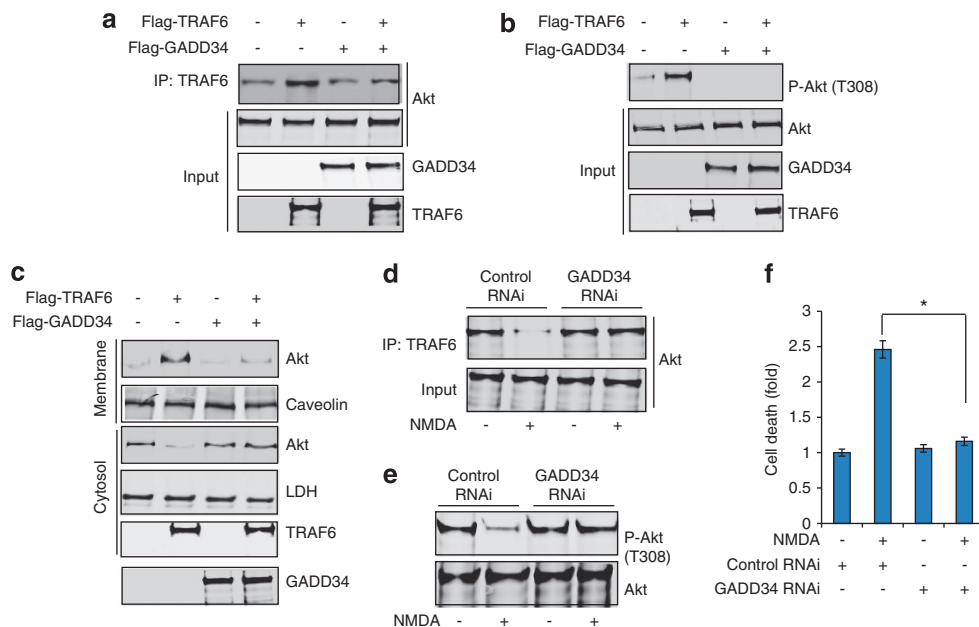 a
Flag-TRAF6 - + - +
Flag-GADD34 - - + +
IP: TRAF6
Akt
Input
GADD34
TRAF6
b
Flag-TRAF6 - + - +
Flag-GADD34 - - + +
P-Akt (T308)
Akt
Input
GADD34
TRAF6
c
Flag-TRAF6 - + - +
Flag-GADD34 - - + +
Membrane
Akt
Caveolin
Cytosol
Akt
LDH
TRAF6
GADD34
d
Control RNAi
GADD34 RNAi
IP: TRAF6
Akt
Input
NMDA - + - +
e
Control RNAi
GADD34 RNAi
P-Akt
(T308)
Akt
NMDA - + - +
f
*
Cell death (fold)
3
2.5
2
1.5
1
0.5
0
NMDA - + - +
Control RNAi + + - -
GADD34 RNAi - - + +